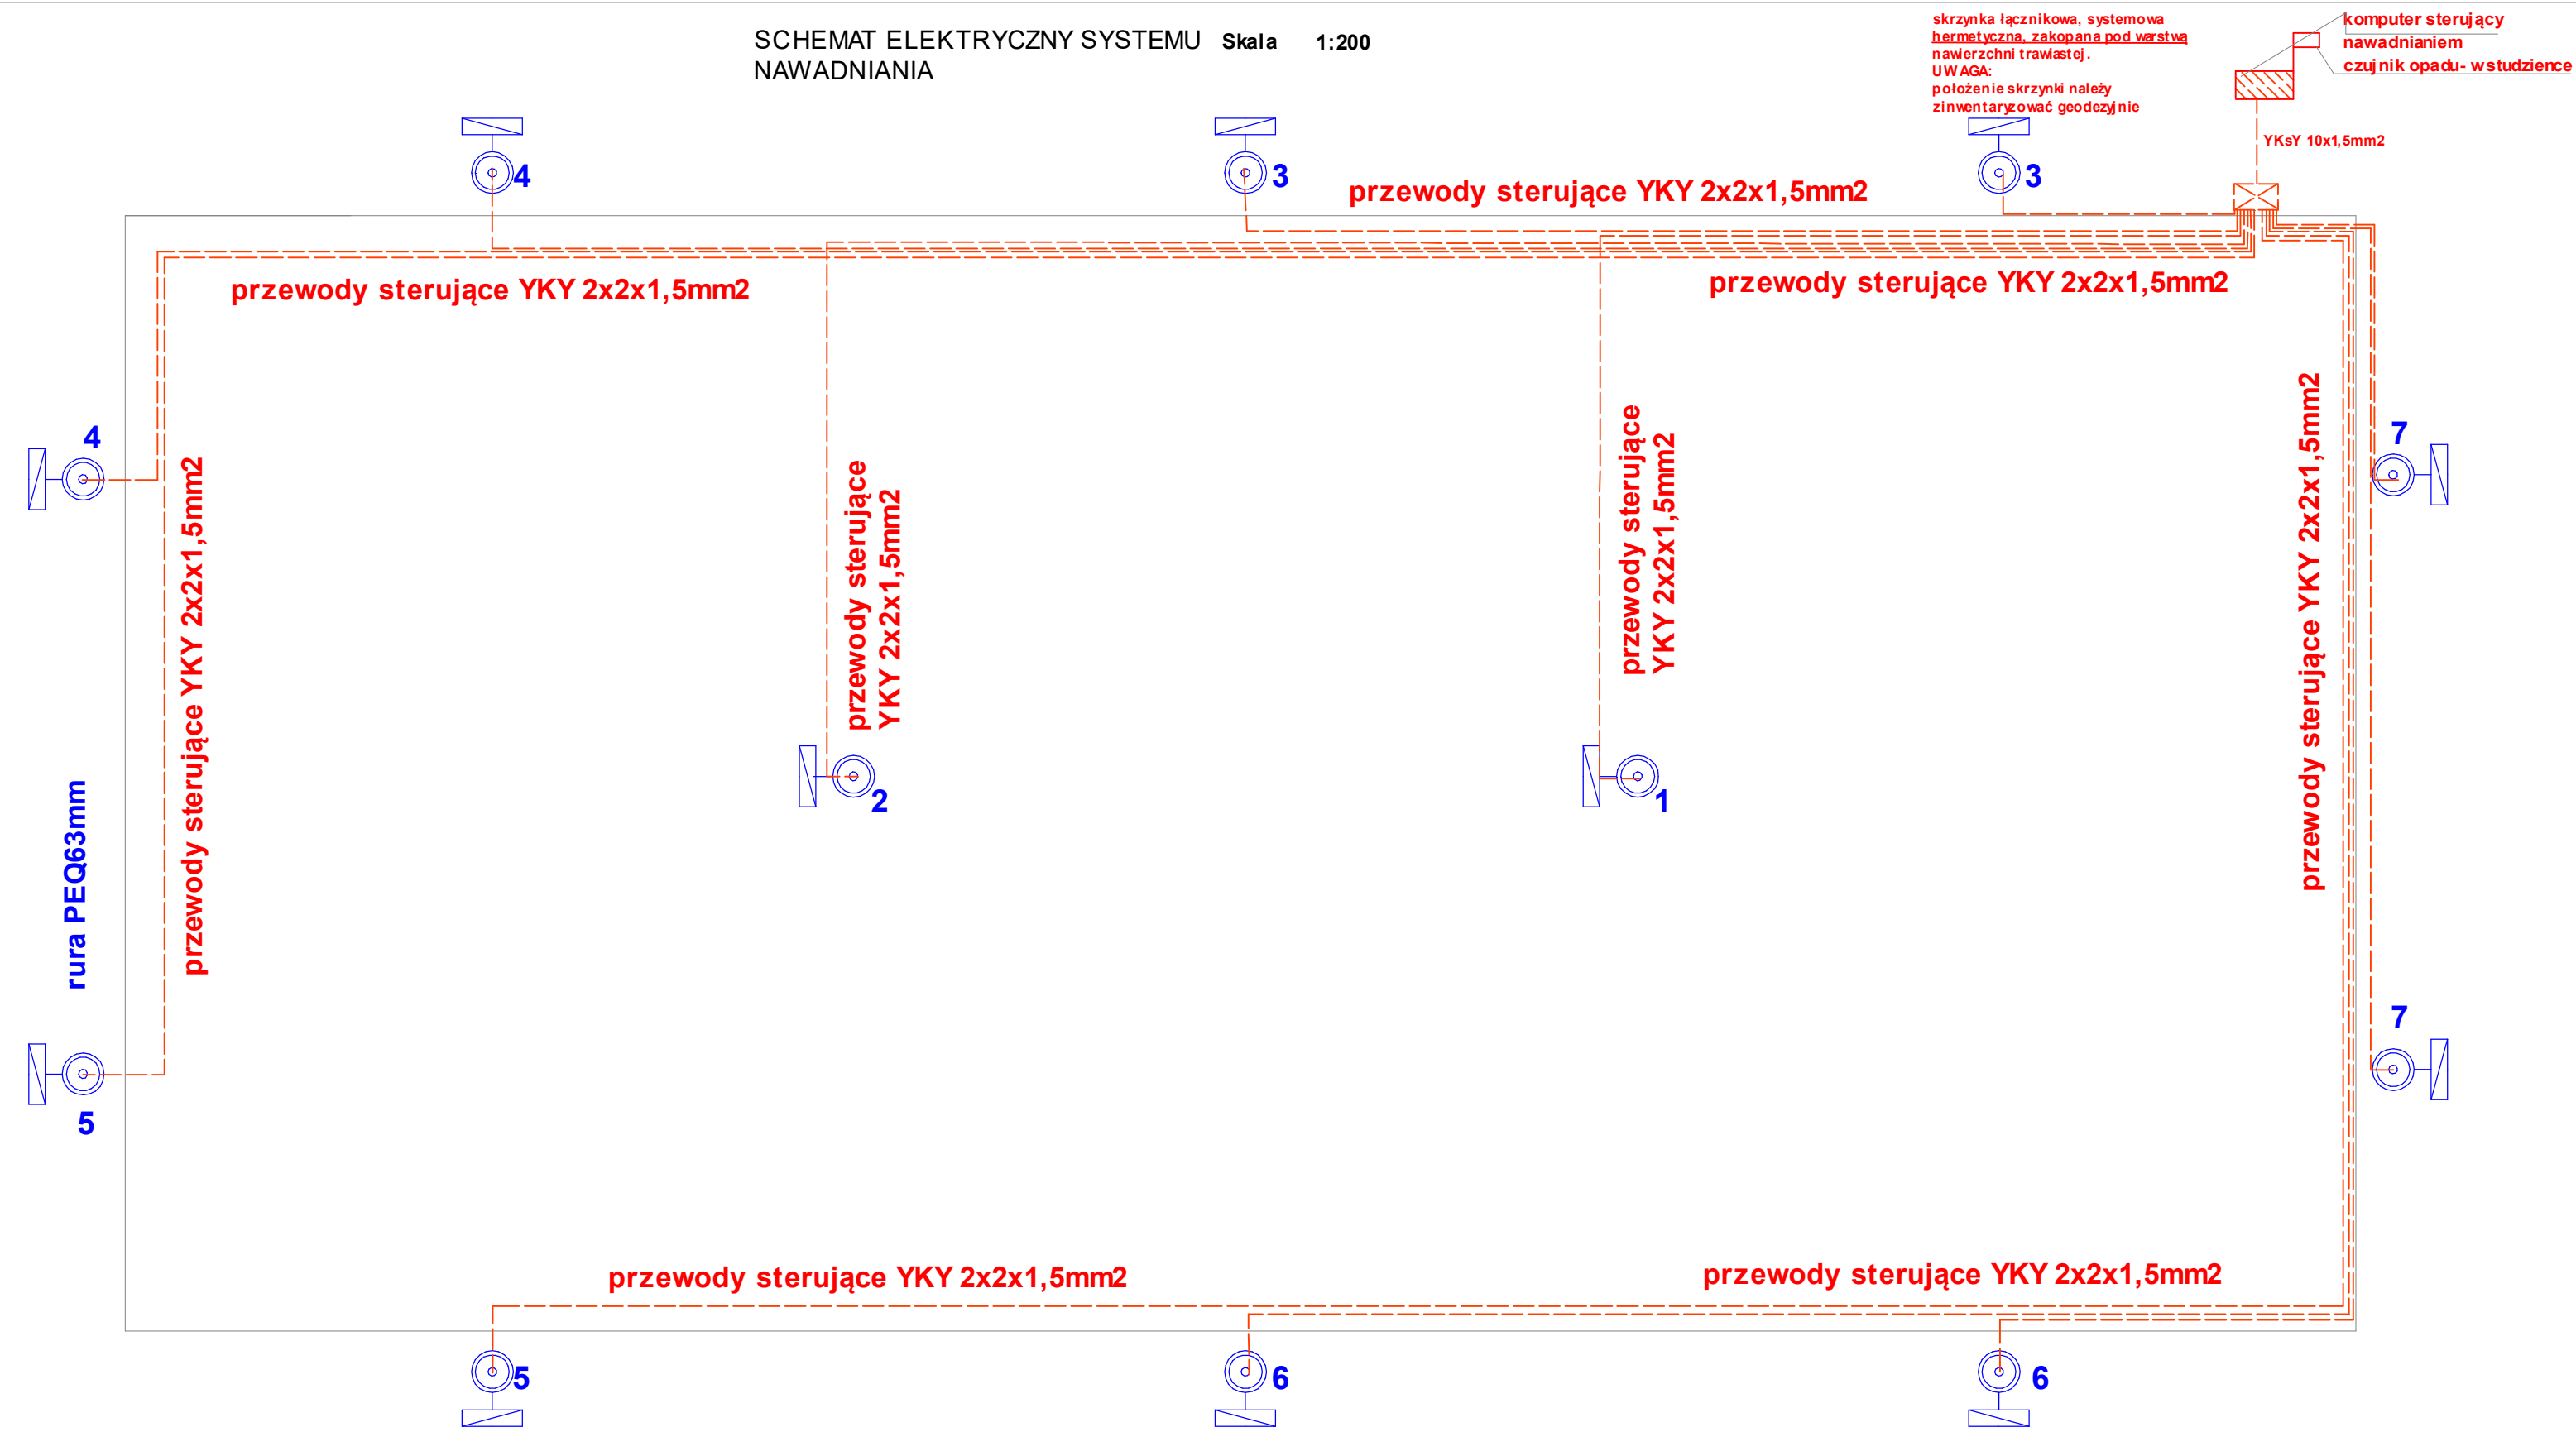 SCHEMAT ELEKTRYCZNY SYSTEMU Skala 1:200
NAWADNIANIA
skrzynka łącznikowa, systemowa
hermetyczna, zakopana pod warstwą
nawierzchni trawiastej.
UWAGA:
położenie skrzynki należy
zinwentaryzować geodezyjnie
komputer sterujący
nawadnianiem
czujnik opadu- w studzience
YKsY 10x1,5mm2
4
3
3
przewody sterujące YKY 2x2x1,5mm2
przewody sterujące YKY 2x2x1,5mm2
przewody sterujące YKY 2x2x1,5mm2
4
7
przewody sterujące YKY 2x2x1,5mm2
przewody sterujące
YKY 2x2x1,5mm2
przewody sterujące
YKY 2x2x1,5mm2
przewody sterujące YKY 2x2x1,5mm2
2
1
rura PEQ63mm
5
7
przewody sterujące YKY 2x2x1,5mm2
przewody sterujące YKY 2x2x1,5mm2
5
6
6